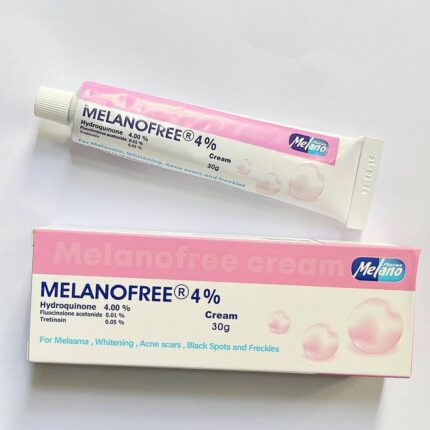 MELANOFREE® 4%
Hydroquinone 4.00 %
Fluocinolone acetonide 0.01 %
Tretinoin 0.05 %
Cream
30g
For Melasma, Whitening, Acne scars and Freckles
Melano
Melanofree cream
Pharma
Melano
MELANOFREE® 4%
Hydroquinone 4.00 %
Fluocinolone acetonide 0.01 %
Tretinoin 0.05 %
Cream
30g
For Melasma , Whitening , Acne scars , Black Spots and Freckles